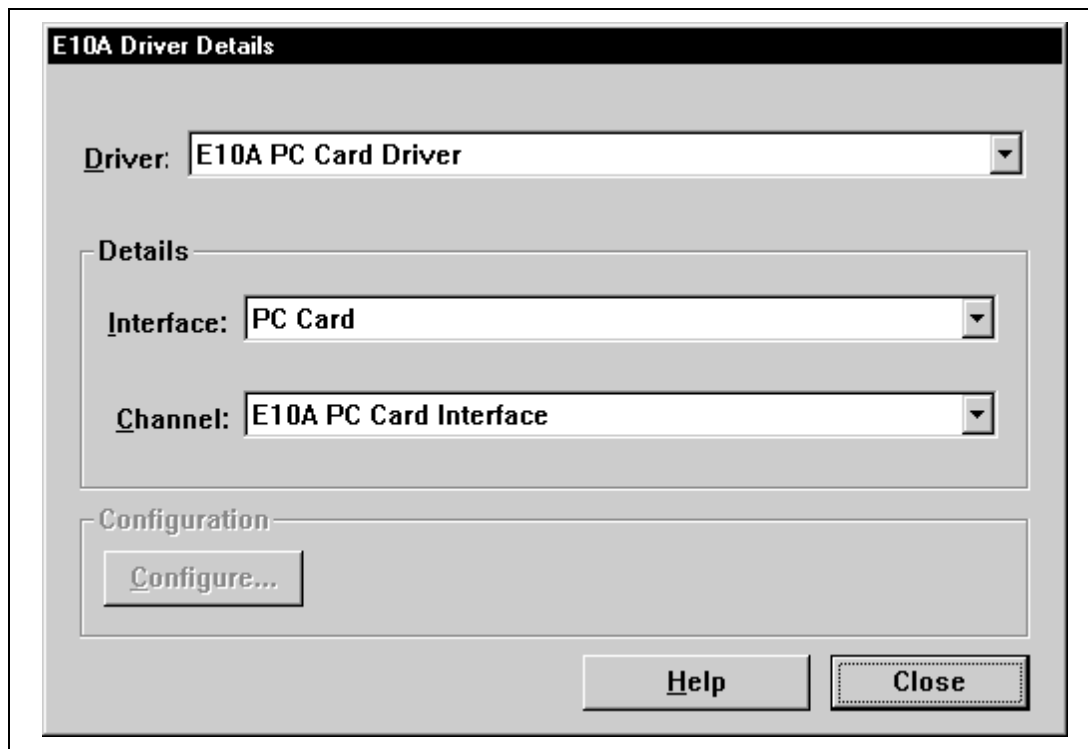 E10A Driver Details
Driver: E10A PC Card Driver
Details
Interface: PC Card
Channel: E10A PC Card Interface
Configuration
Configure...
Help Close